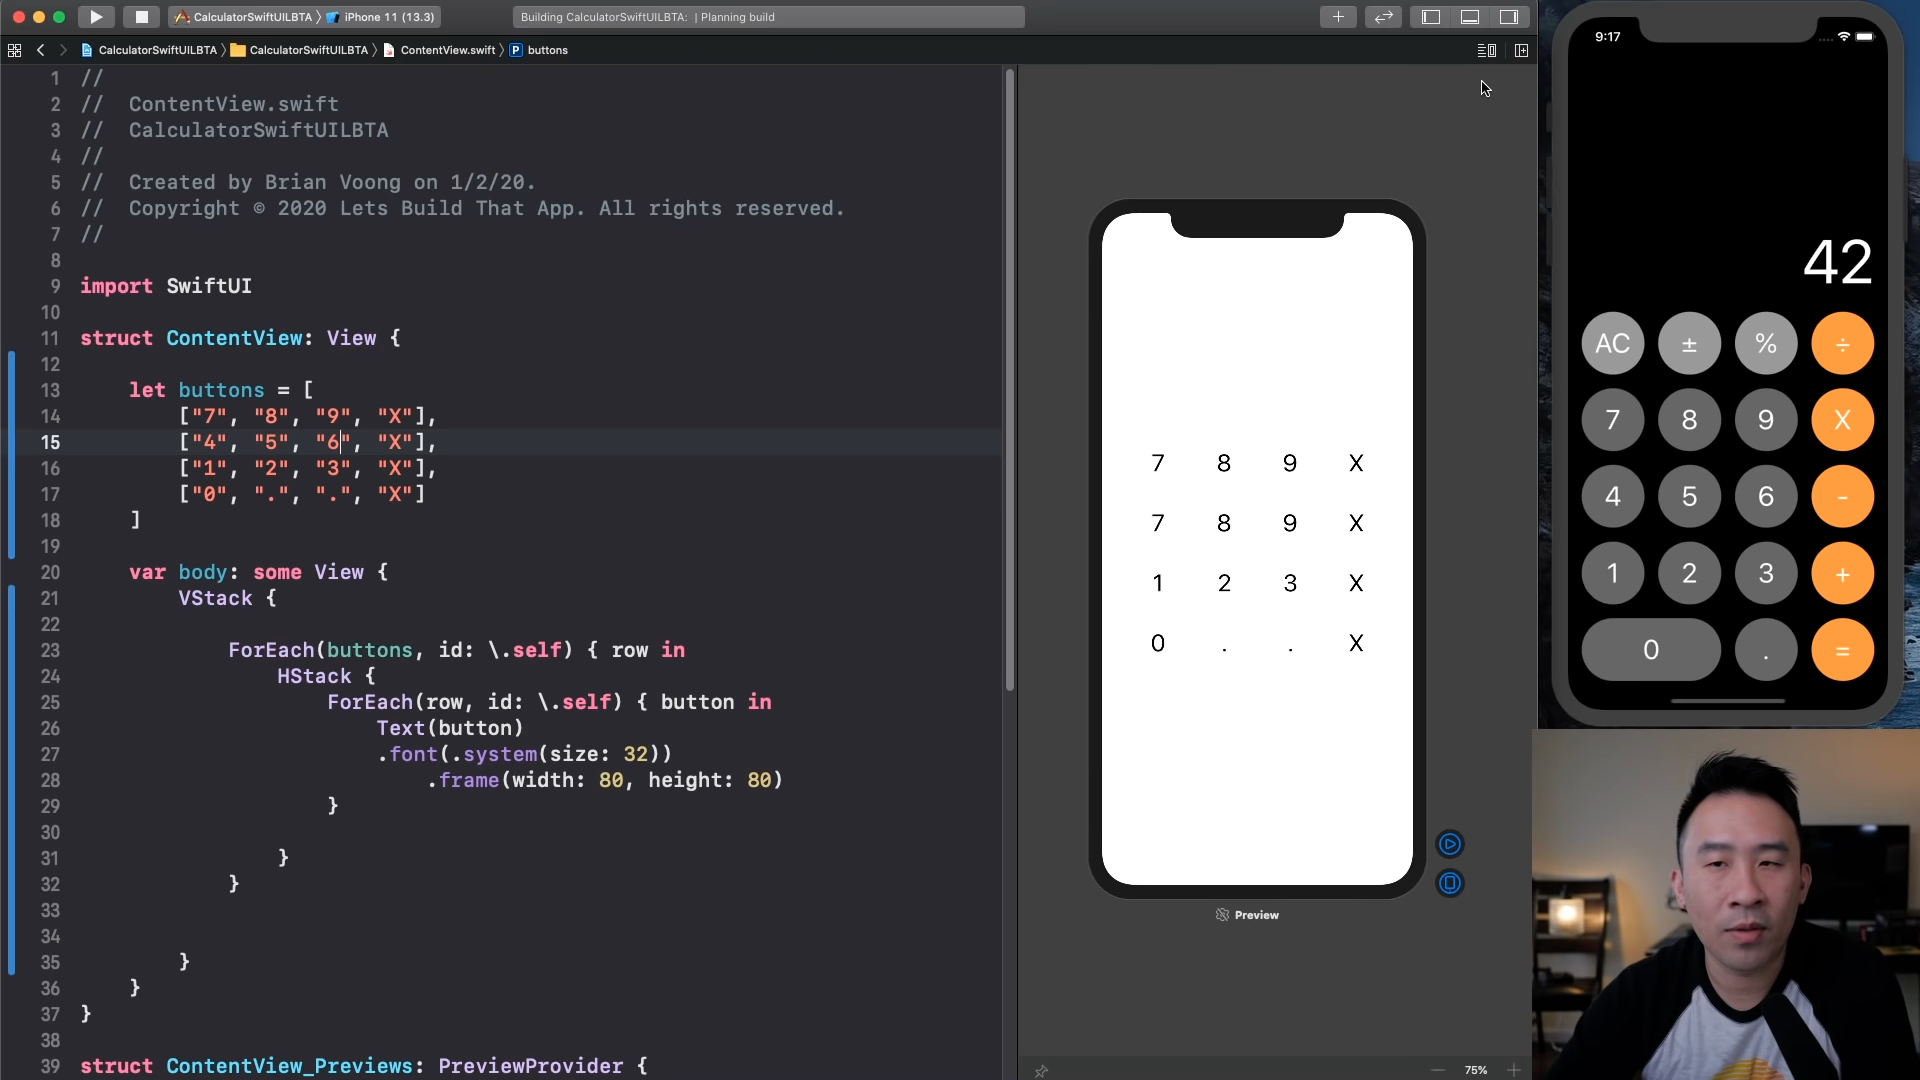 CalculatorSwiftUILBTA 〉 iPhone 11 (13.3)
Building CalculatorSwiftUILBTA: | Planning build
CalculatorSwiftUILBTA 〉 CalculatorSwiftUILBTA 〉 ContentView.swift 〉 P buttons
1 //
2 //  ContentView.swift
3 //  CalculatorSwiftUILBTA
4 //
5 //  Created by Brian Voong on 1/2/20.
6 //  Copyright © 2020 Lets Build That App. All rights reserved.
7 //
8
9 import SwiftUI
10
11 struct ContentView: View {
12
13     let buttons = [
14         ["7", "8", "9", "X"],
15         ["4", "5", "6", "X"],
16         ["1", "2", "3", "X"],
17         ["0", ".", ".", "X"]
18     ]
19
20     var body: some View {
21         VStack {
22
23             ForEach(buttons, id: \.self) { row in
24                 HStack {
25                     ForEach(row, id: \.self) { button in
26                         Text(button)
27                         .font(.system(size: 32))
28                             .frame(width: 80, height: 80)
29                     }
30
31                 }
32             }
33
34
35         }
36     }
37 }
38
39 struct ContentView_Previews: PreviewProvider {
7 8 9 X
7 8 9 X
1 2 3 X
0 . . X
Preview
75%
9:17
42
AC ± % ÷
7 8 9 X
4 5 6 -
1 2 3 +
0 . =